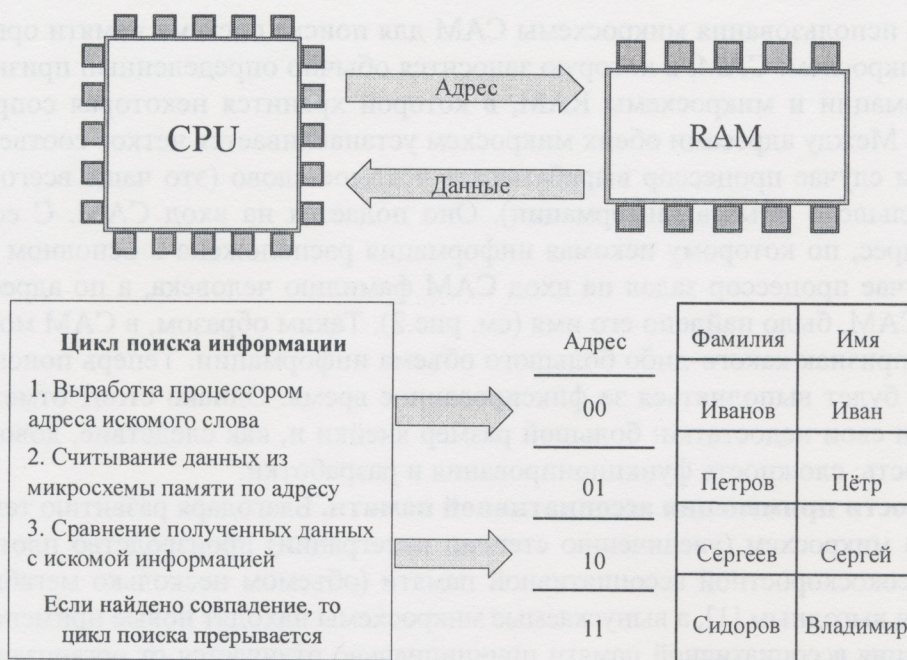 CPU
Адрес
Данные
RAM
Цикл поиска информации
1. Выработка процессором
адреса искомого слова
2. Считывание данных из
микросхемы памяти по адресу
3. Сравнение полученных данных
с искомой информацией
Если найдено совпадение, то
цикл поиска прерывается
Адрес Фамилия Имя
00 Иванов Иван
01 Петров Пётр
10 Сергеев Сергей
11 Сидоров Владимир